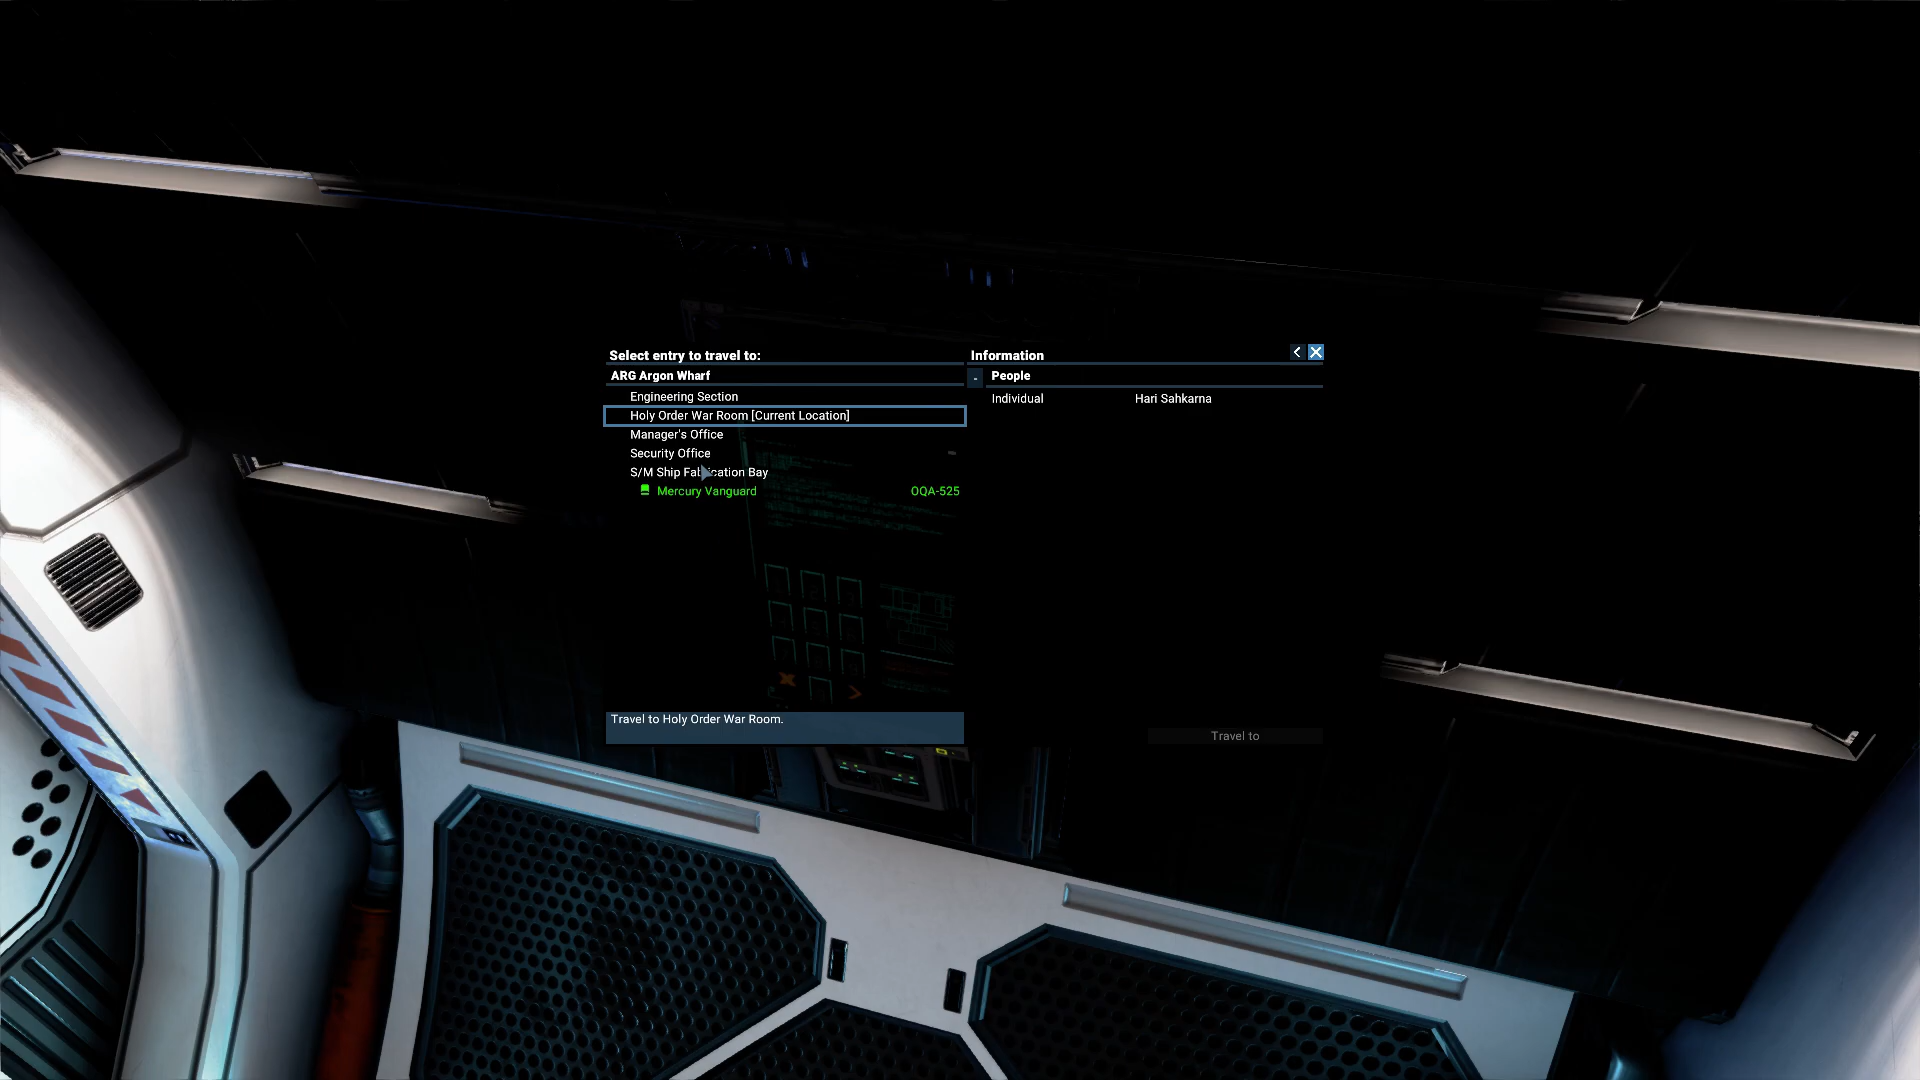 Select entry to travel to:
Information
ARG Argon Wharf
- People
Engineering Section
Individual Hari Sahkarna
Holy Order War Room [Current Location]
Manager's Office
Security Office
S/M Ship Fabrication Bay
Mercury Vanguard OQA-525
Travel to Holy Order War Room.
Travel to